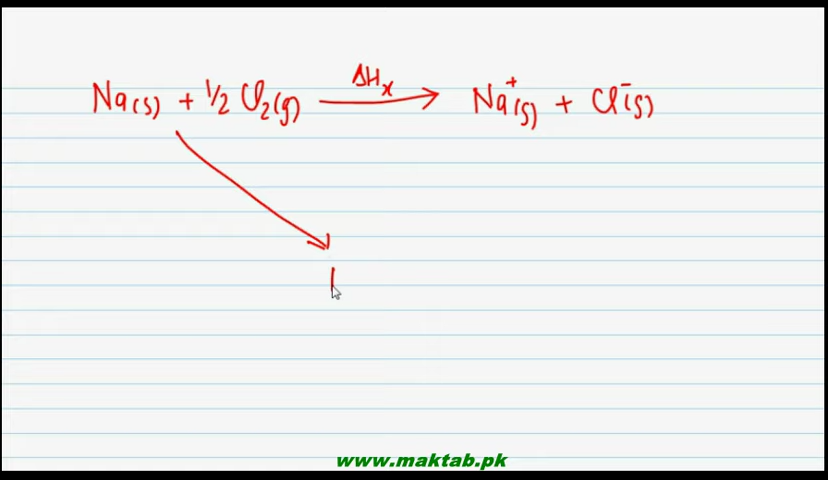 ΔHx
Na(s) + 1/2 Cl2(g) → Na+(g) + Cl-(g)
www.maktab.pk